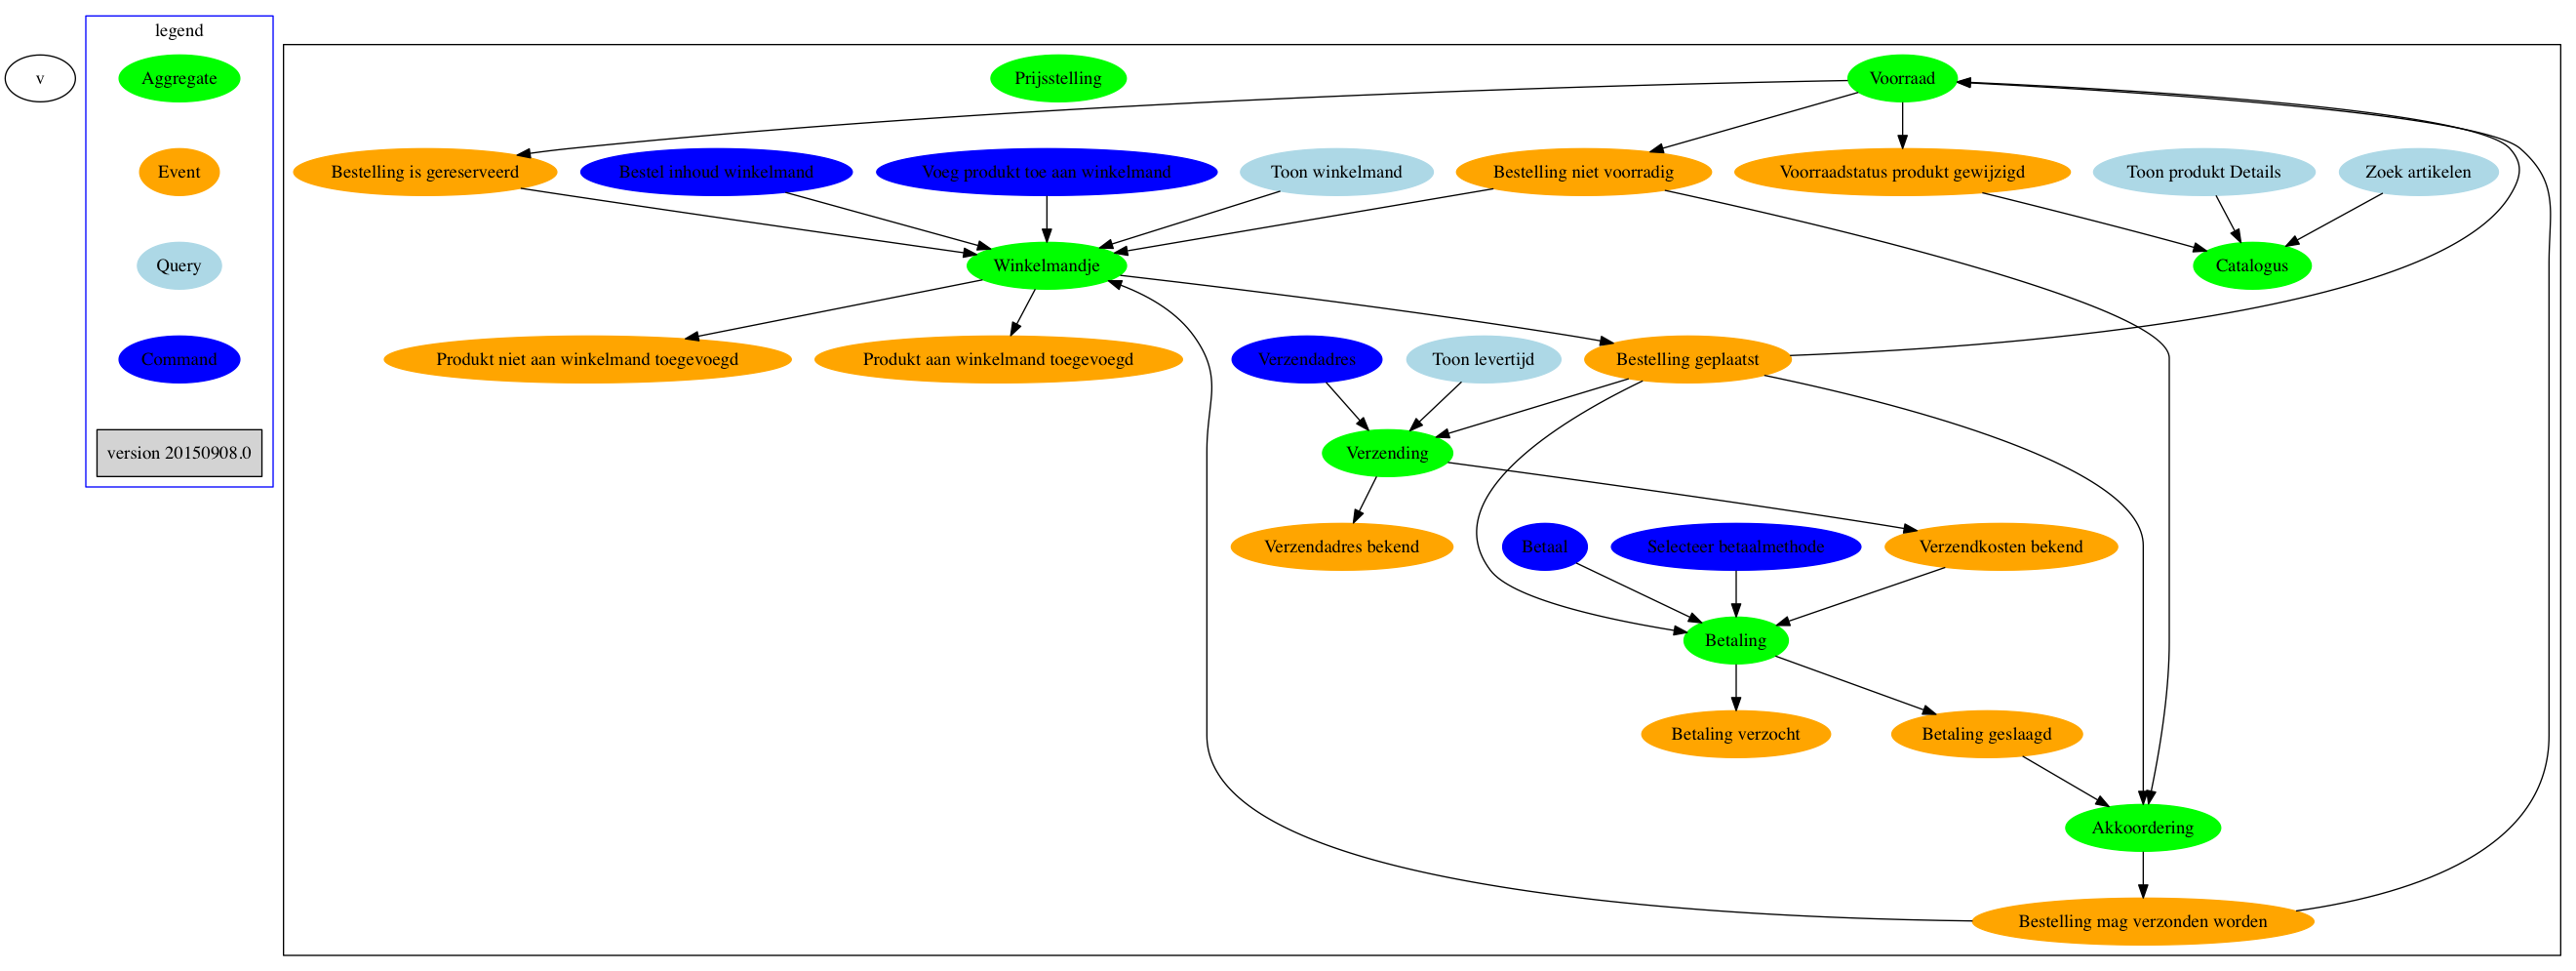 legend
v
Aggregate
Event
Query
Command
version 20150908.0
Prijsstelling
Voorraad
Bestelling is gereserveerd
Bestel inhoud winkelmand
Voeg produkt toe aan winkelmand
Toon winkelmand
Bestelling niet voorradig
Voorraadstatus produkt gewijzigd
Toon produkt Details
Zoek artikelen
Winkelmandje
Catalogus
Produkt niet aan winkelmand toegevoegd
Produkt aan winkelmand toegevoegd
Verzendadres
Toon levertijd
Bestelling geplaatst
Verzending
Verzendadres bekend
Betaal
Selecteer betaalmethode
Verzendkosten bekend
Betaling
Betaling verzocht
Betaling geslaagd
Akkoordering
Bestelling mag verzonden worden